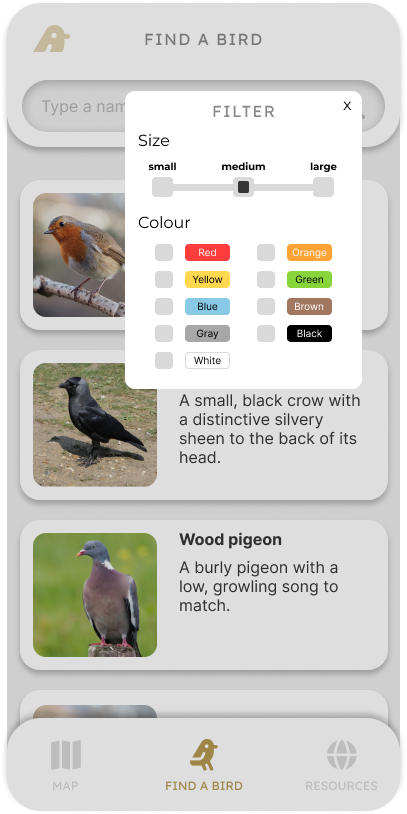 FIND A BIRD
Type a nam
FILTER
X
Size
small medium large
Colour
Red Orange
Yellow Green
Blue Brown
Gray Black
White
A small, black crow with
a distinctive silvery
sheen to the back of its
head.
Wood pigeon
A burly pigeon with a
low, growling song to
match.
MAP FIND A BIRD RESOURCES